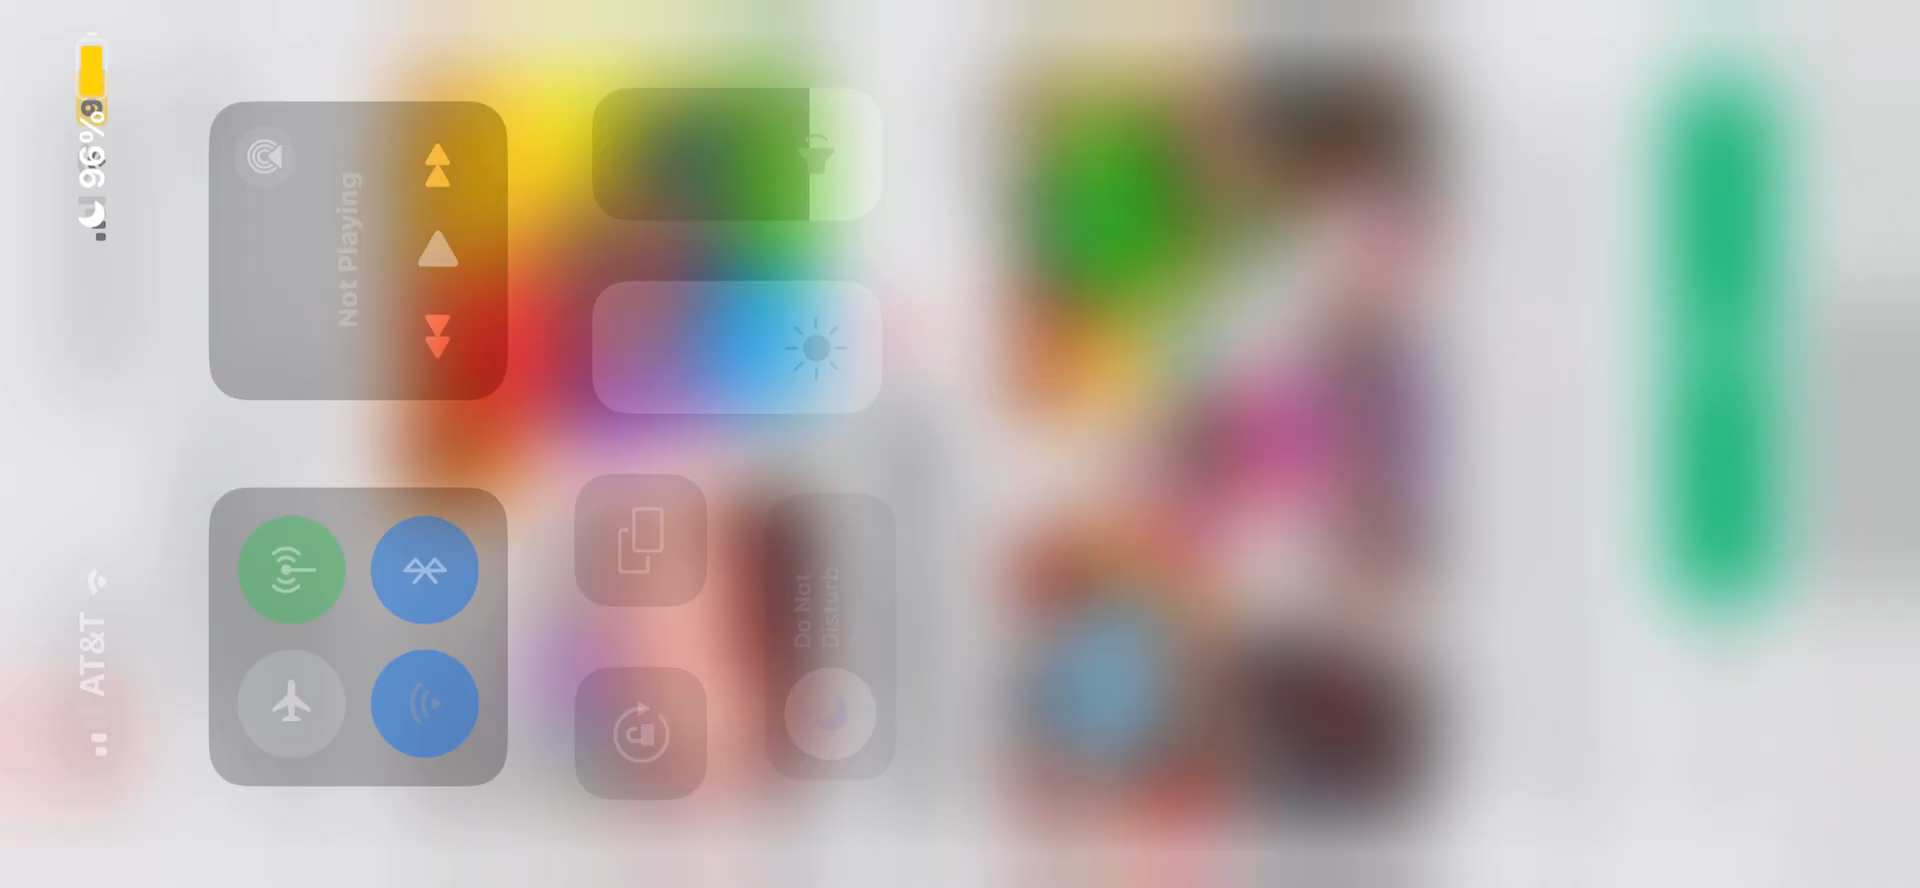 AT&T
96%
Not Playing
Do Not
Disturb